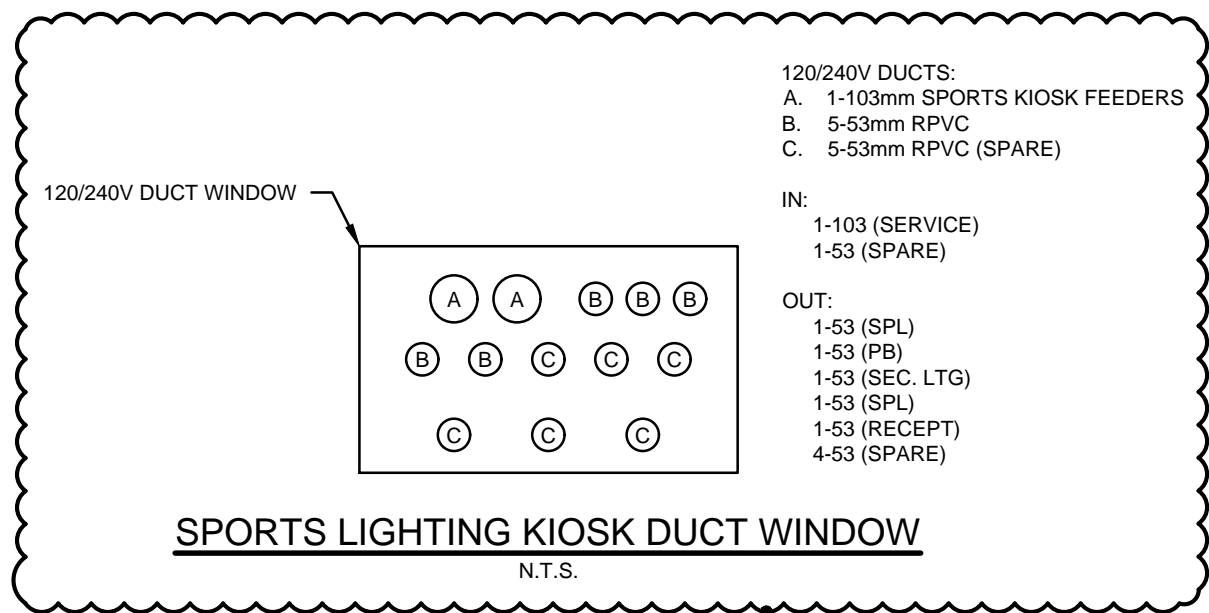 120/240V DUCTS:
A. 1-103mm SPORTS KIOSK FEEDERS
B. 5-53mm RPVC
C. 5-53mm RPVC (SPARE)
120/240V DUCT WINDOW
IN:
1-103 (SERVICE)
1-53 (SPARE)
A A B B B
B B C C C
C C C
OUT:
1-53 (SPL)
1-53 (PB)
1-53 (SEC. LTG)
1-53 (SPL)
1-53 (RECEPT)
4-53 (SPARE)
SPORTS LIGHTING KIOSK DUCT WINDOW
N.T.S.